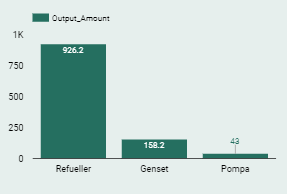 Output_Amount
1K
750
500
250
0
926.2
158.2
43
Refueller Genset Pompa